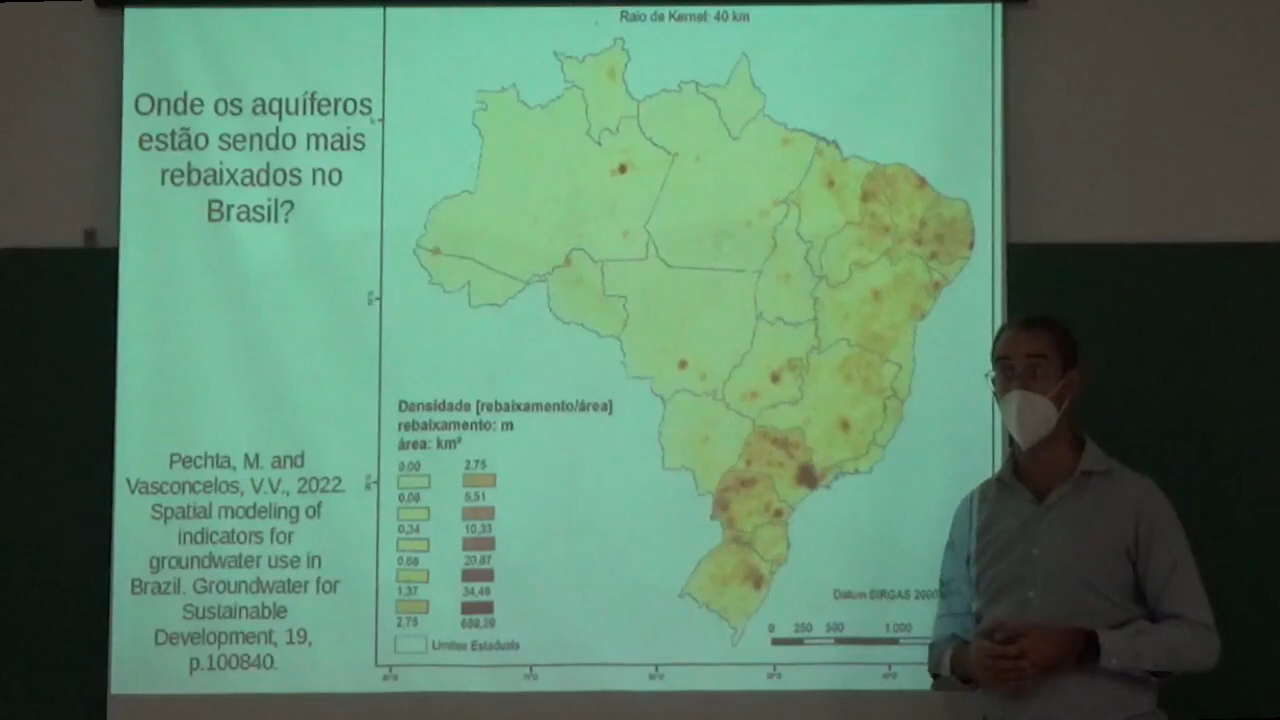 Raio de Kernel: 40 km
Onde os aquíferos
estão sendo mais
rebaixados no
Brasil?
Densidade [rebaixamento/área]
rebaixamento: m
área: km²
0,00 2,75
0,00 5,51
0,34 10,33
0,68 20,67
1,37 34,46
2,75
Limites Estaduais
Pechta, M. and
Vasconcelos, V.V., 2022.
Spatial modeling of
indicators for
groundwater use in
Brazil. Groundwater for
Sustainable
Development, 19,
p.100840.
Datum SIRGAS
0 250 500 1.000